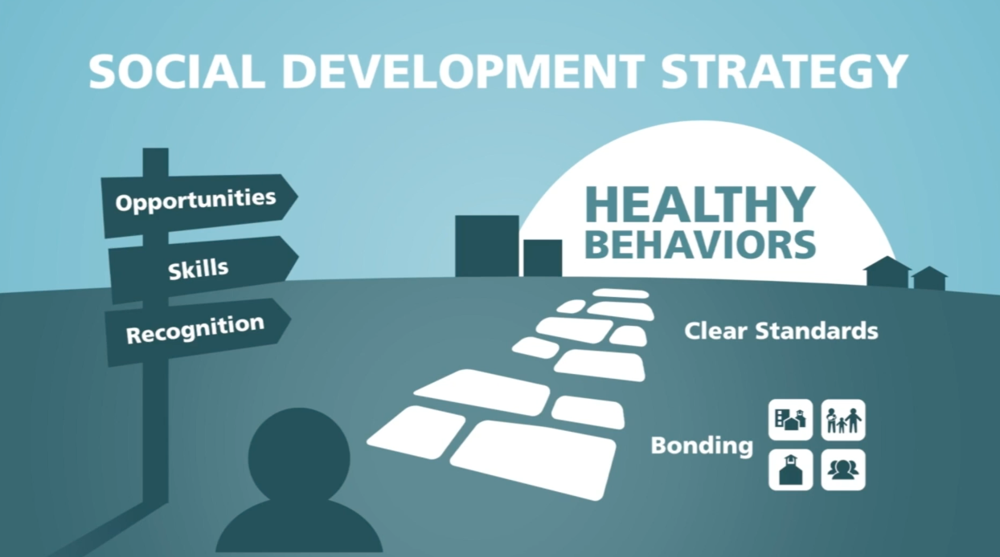 SOCIAL DEVELOPMENT STRATEGY
Opportunities
Skills
Recognition
HEALTHY
BEHAVIORS
Clear Standards
Bonding